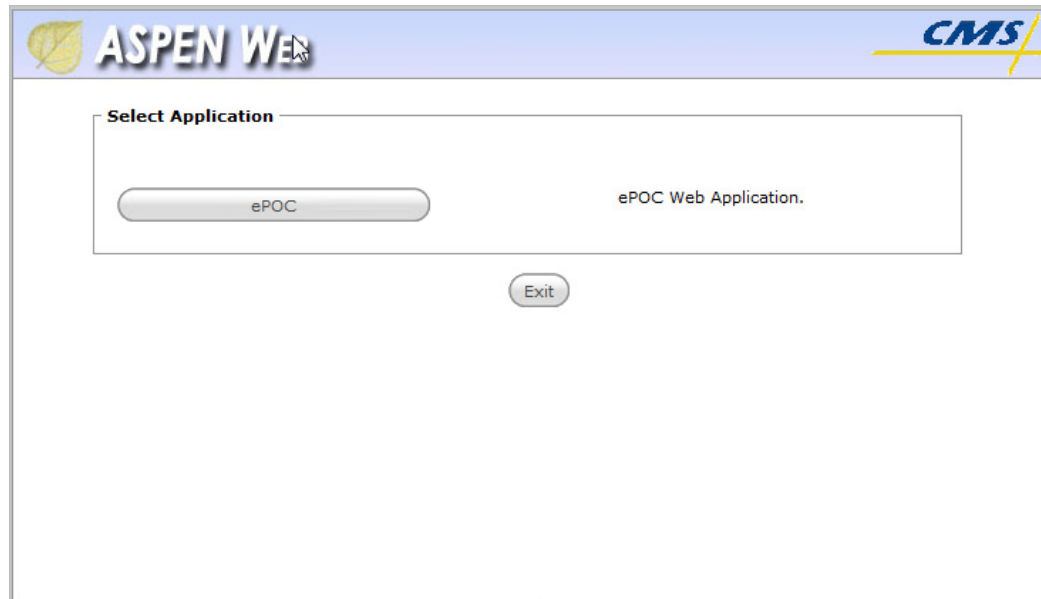 ASPEN WEB
CMS
Select Application
ePOC
ePOC Web Application.
Exit